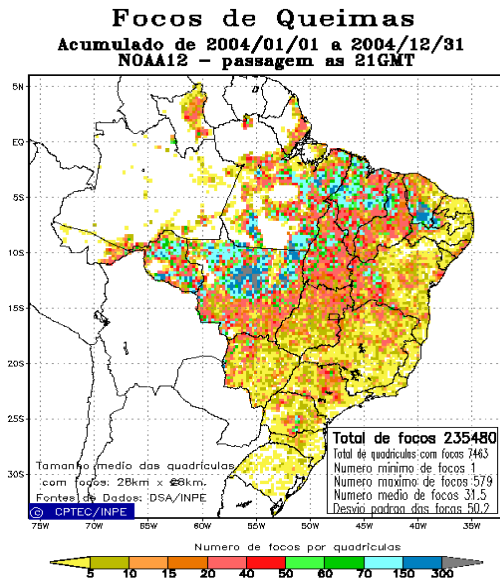 Focos de Queimas
Acumulado de 2004/01/01 a 2004/12/31
NOAA12 – passagem as 21GMT
5N
EQ
5S
10S
15S
20S
25S
30S
Total de focos 235480
Total de quadriculas com focos 7463
Numero minimo de focos 1
Numero maximo de focos 579
Numero medio de focos 31.5
Desvio padrao das focos 50.2
Tamanho medio das quadriculas
com focos: 28km x 28km.
Fontes de Dados: DSA/INPE
© CPTEC/INPE
75W 70W 65W 60W 55W 50W 45W 40W 35W
Numero de focos por quadriculas
5 10 15 20 40 50 60 70 150 300